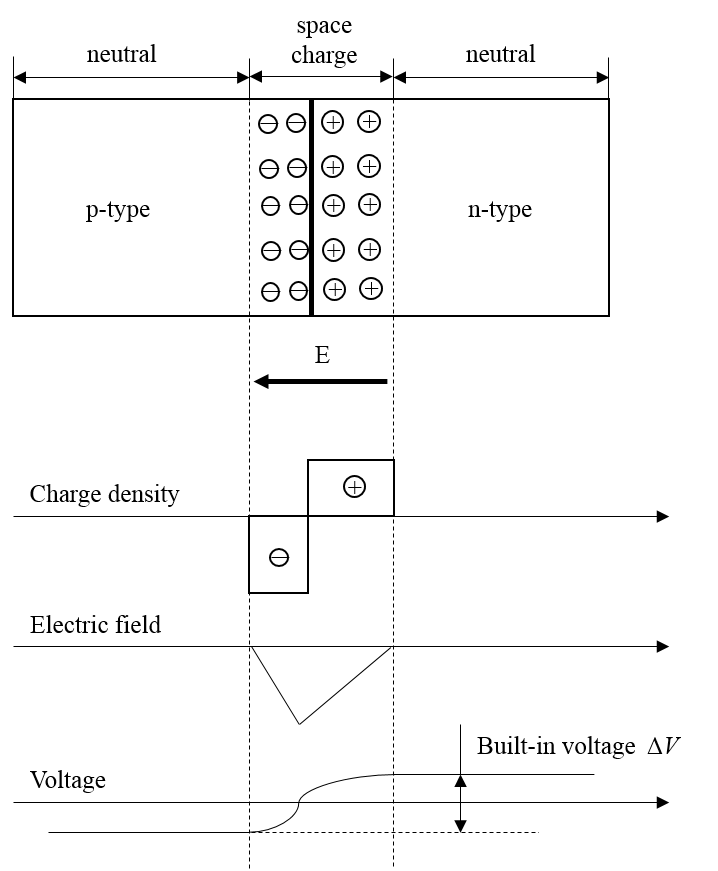 space
neutral charge neutral
p-type n-type
E
Charge density
Electric field
Built-in voltage ΔV
Voltage